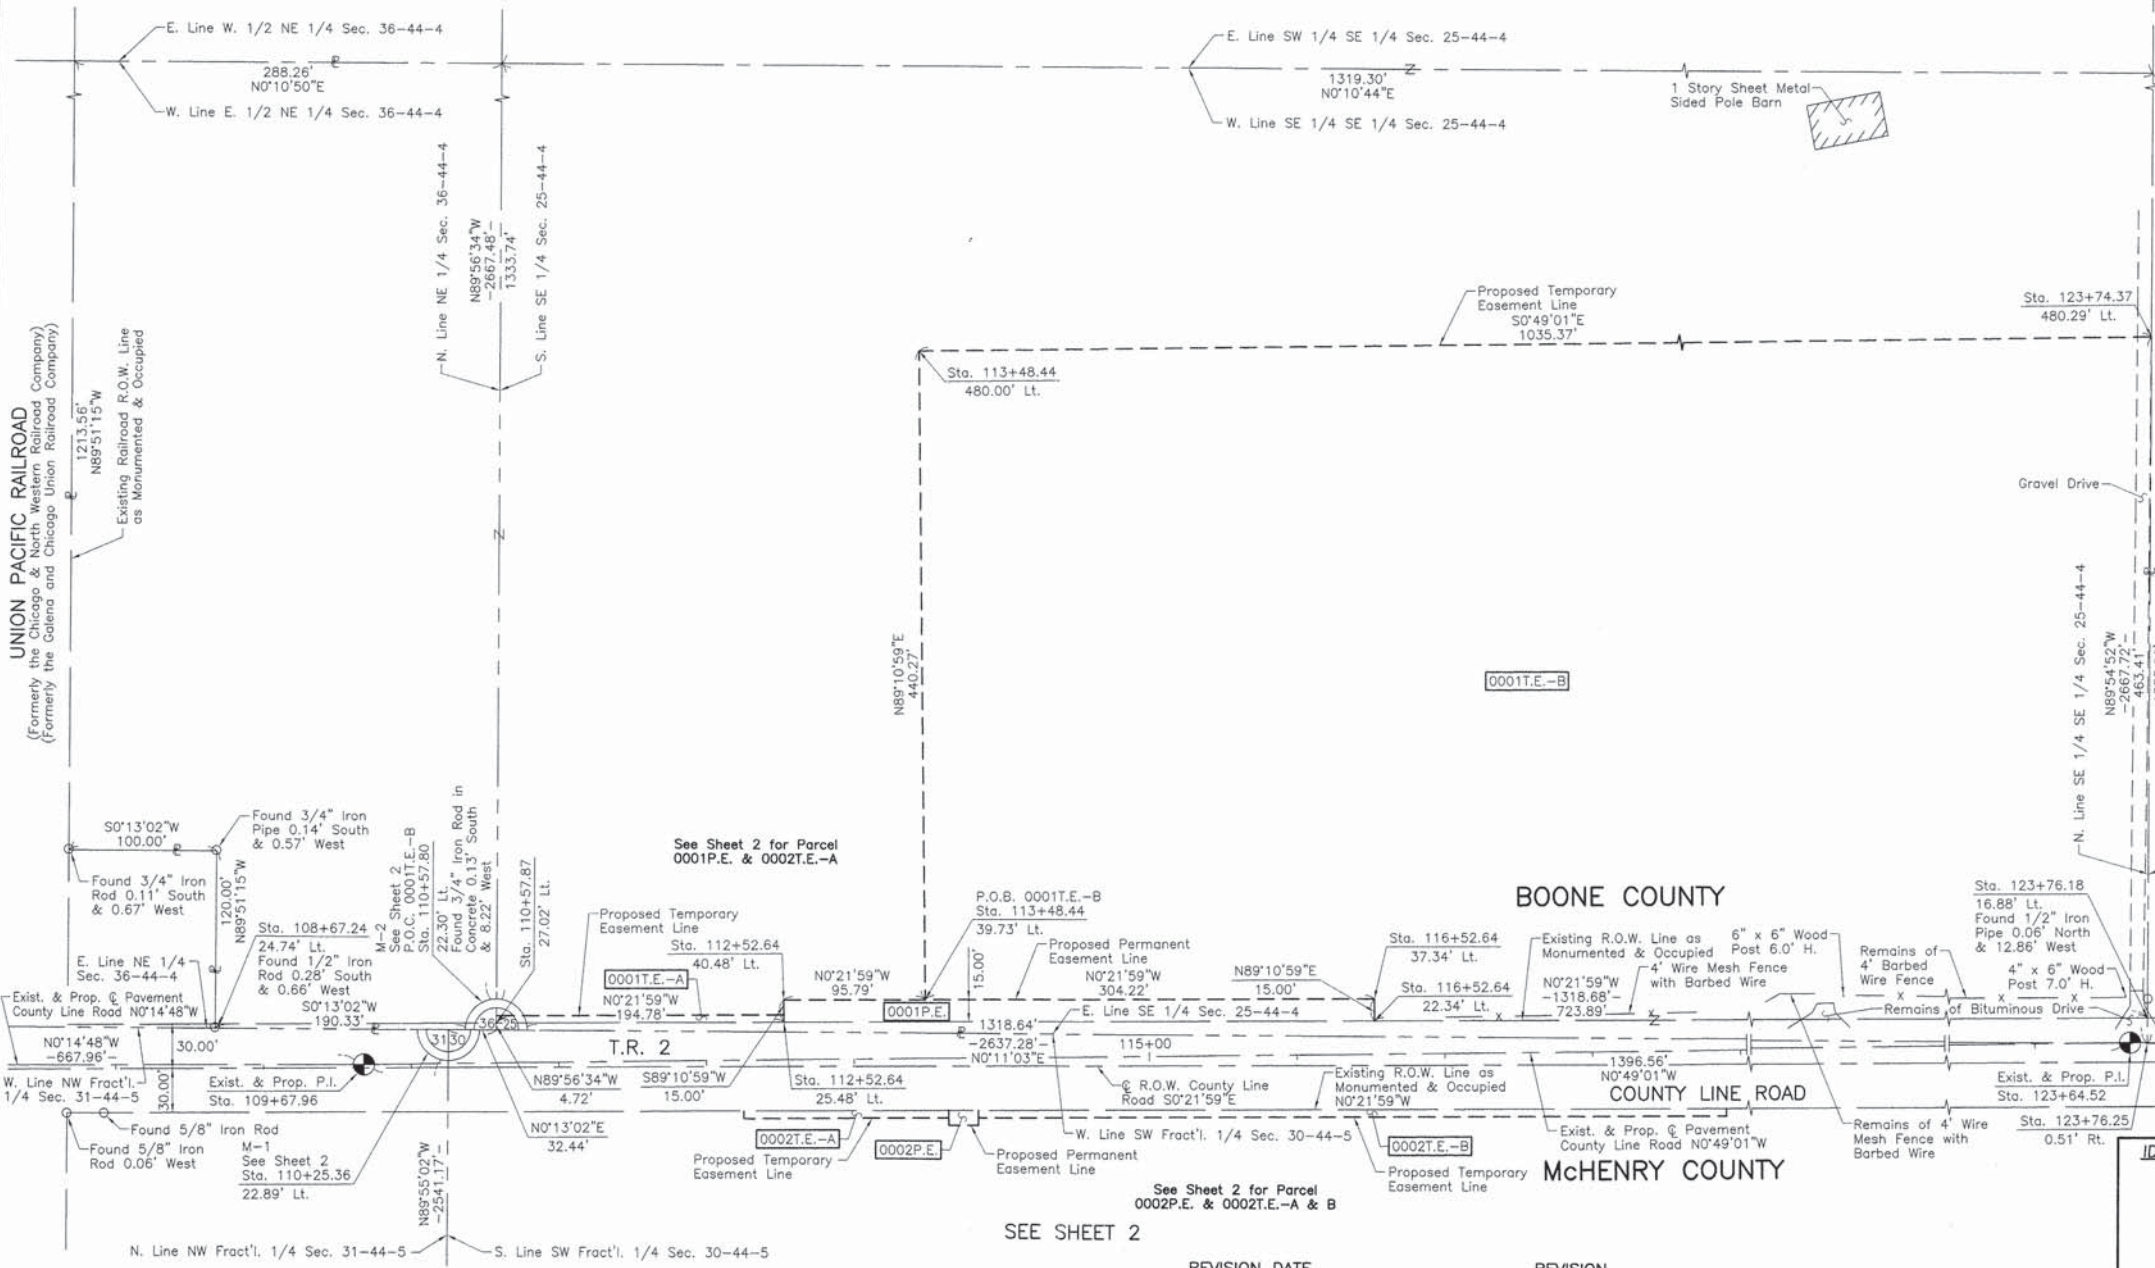 E. Line W. 1/2 NE 1/4 Sec. 36-44-4
288.26'
N0°10'50"E
W. Line E. 1/2 NE 1/4 Sec. 36-44-4
E. Line SW 1/4 SE 1/4 Sec. 25-44-4
1319.30'
N0°10'44"E
W. Line SE 1/4 SE 1/4 Sec. 25-44-4
1 Story Sheet Metal
Sided Pole Barn
N. Line NE 1/4 Sec. 36-44-4
N89°56'34"W
-2667.48'-
1333.74'
S. Line SE 1/4 Sec. 25-44-4
UNION PACIFIC RAILROAD
(Formerly the Chicago & North Western Railroad Company)
(Formerly the Galena and Chicago Union Railroad Company)
1213.56'
N89°51'15"W
Existing Railroad R.O.W. Line
as Monumented & Occupied
Proposed Temporary
Easement Line
S0°49'01"E
1035.37'
Sta. 123+74.37
480.29' Lt.
Sta. 113+48.44
480.00' Lt.
Gravel Drive
N89°10'59"E
440.27'
0001T.E.-B
N. Line SE 1/4 SE 1/4 Sec. 25-44-4
N89°54'52"W
-2667.72'-
463.41'
S0°13'02"W
100.00'
Found 3/4" Iron
Pipe 0.14' South
& 0.57' West
Found 3/4" Iron
Rod 0.11' South
& 0.67' West
120.00'
N89°51'15"W
Sta. 108+67.24
24.74' Lt.
Found 1/2" Iron
Rod 0.28' South
& 0.66' West
S0°13'02"W
190.33'
E. Line NE 1/4
Sec. 36-44-4
Exist. & Prop. ℄ Pavement
County Line Road N0°14'48"W
M-2
See Sheet 2
P.O.C. 0001T.E.-B
Sta. 110+57.80
22.30' Lt.
Found 3/4" Iron Rod in
Concrete 0.13' South
& 8.22' West
Sta. 110+57.87
27.02' Lt.
See Sheet 2 for Parcel
0001P.E. & 0002T.E.-A
Proposed Temporary
Easement Line
Sta. 112+52.64
40.48' Lt.
0001T.E.-A
N0°21'59"W
194.78'
N0°21'59"W
95.79'
0001P.E.
P.O.B. 0001T.E.-B
Sta. 113+48.44
39.73' Lt.
15.00'
Proposed Permanent
Easement Line
N0°21'59"W
304.22'
N89°10'59"E
15.00'
Sta. 116+52.64
37.34' Lt.
Sta. 116+52.64
22.34' Lt.
BOONE COUNTY
Existing R.O.W. Line as
Monumented & Occupied
N0°21'59"W
-1318.68'-
723.89'
4' Wire Mesh Fence
with Barbed Wire
6" x 6" Wood
Post 6.0' H.
Remains of
4' Barbed
Wire Fence
Sta. 123+76.18
16.88' Lt.
Found 1/2" Iron
Pipe 0.06' North
& 12.86' West
4" x 6" Wood
Post 7.0' H.
Remains of Bituminous Drive
36 25
31 30
1318.64'
-2637.28'-
N0°11'03"E
E. Line SE 1/4 Sec. 25-44-4
115+00
T.R. 2
N0°14'48"W
-667.96'-
30.00'
30.00'
W. Line NW Fract'l.
1/4 Sec. 31-44-5
Exist. & Prop. P.I.
Sta. 109+67.96
N89°56'34"W
4.72'
S89°10'59"W
15.00'
Sta. 112+52.64
25.48' Lt.
℄ R.O.W. County Line
Road S0°21'59"E
Existing R.O.W. Line as
Monumented & Occupied
N0°21'59"W
1396.56'
N0°49'01"W
COUNTY LINE ROAD
Exist. & Prop. P.I.
Sta. 123+64.52
Sta. 123+76.25
0.51' Rt.
Found 5/8" Iron Rod
Found 5/8" Iron
Rod 0.06' West
M-1
See Sheet 2
Sta. 110+25.36
22.89' Lt.
N0°13'02"E
32.44'
N89°55'02"W
-2541.17'-
0002T.E.-A
Proposed Temporary
Easement Line
0002P.E.
Proposed Permanent
Easement Line
W. Line SW Fract'l. 1/4 Sec. 30-44-5
0002T.E.-B
Proposed Temporary
Easement Line
Exist. & Prop. ℄ Pavement
County Line Road N0°49'01"W
McHENRY COUNTY
Remains of 4' Wire
Mesh Fence with
Barbed Wire
See Sheet 2 for Parcel
0002P.E. & 0002T.E.-A & B
SEE SHEET 2
N. Line NW Fract'l. 1/4 Sec. 31-44-5
S. Line SW Fract'l. 1/4 Sec. 30-44-5
REVISION DATE
REVISION